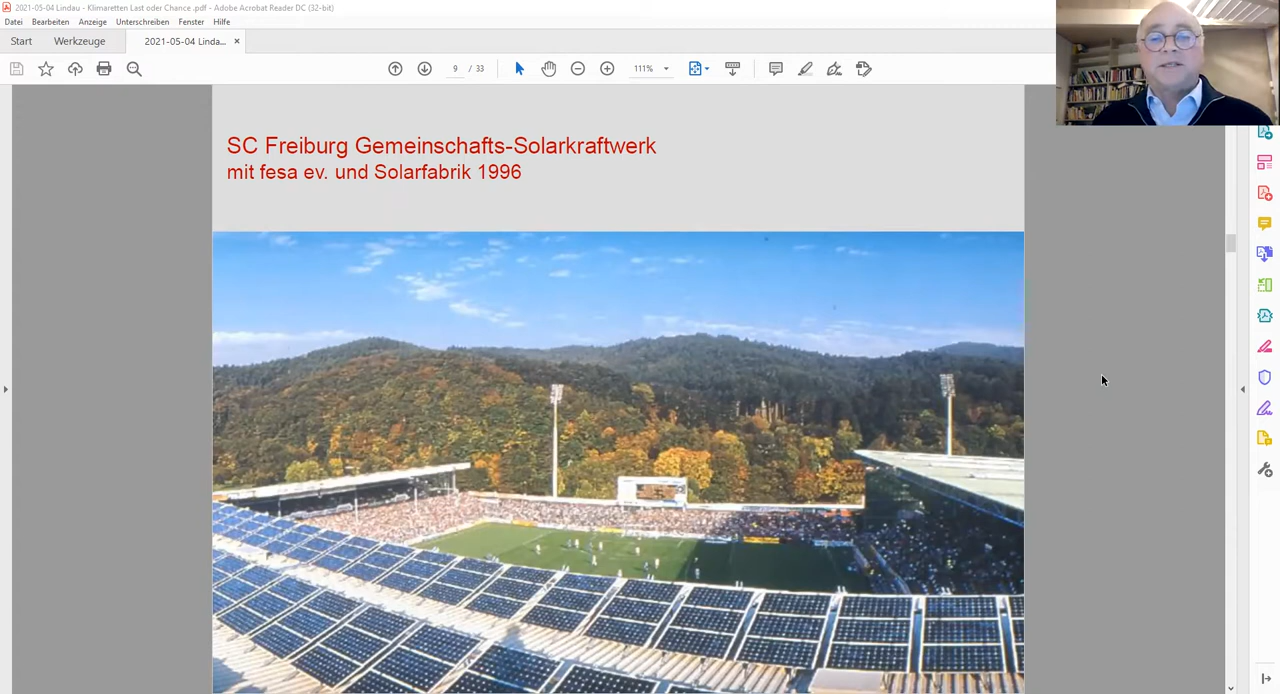 2021-05-04 Lindau - Klimaretten Last oder Chance .pdf - Adobe Acrobat Reader DC (32-bit)
Datei Bearbeiten Anzeige Unterschreiben Fenster Hilfe
Start Werkzeuge 2021-05-04 Linda... ×
9 / 33 111%
SC Freiburg Gemeinschafts-Solarkraftwerk
mit fesa ev. und Solarfabrik 1996